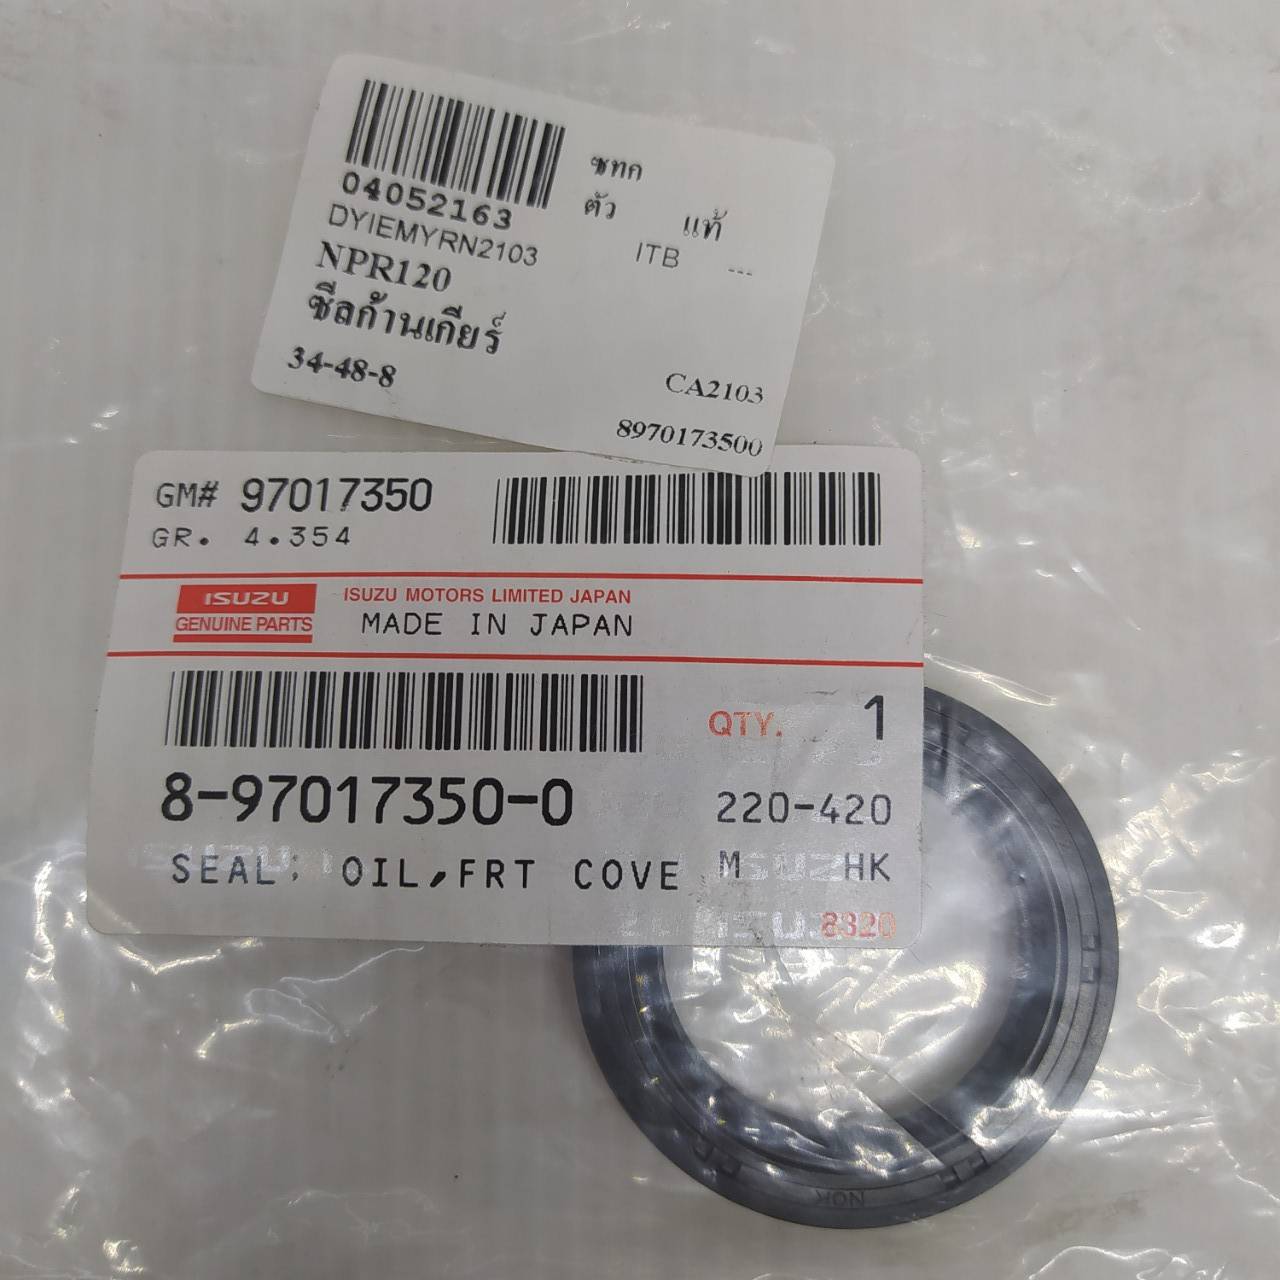 ซทค
04052163
ตัว แท้
DYIEMYRN2103 ITB ---
NPR120
ซีลก้านเกียร์
34-48-8 CA2103
8970173500
GM# 97017350
GR. 4.354
ISUZU ISUZU MOTORS LIMITED JAPAN
GENUINE PARTS MADE IN JAPAN
QTY. 1
8-97017350-0 220-420
SEAL; OIL,FRT COVE M HK
8320
NOK